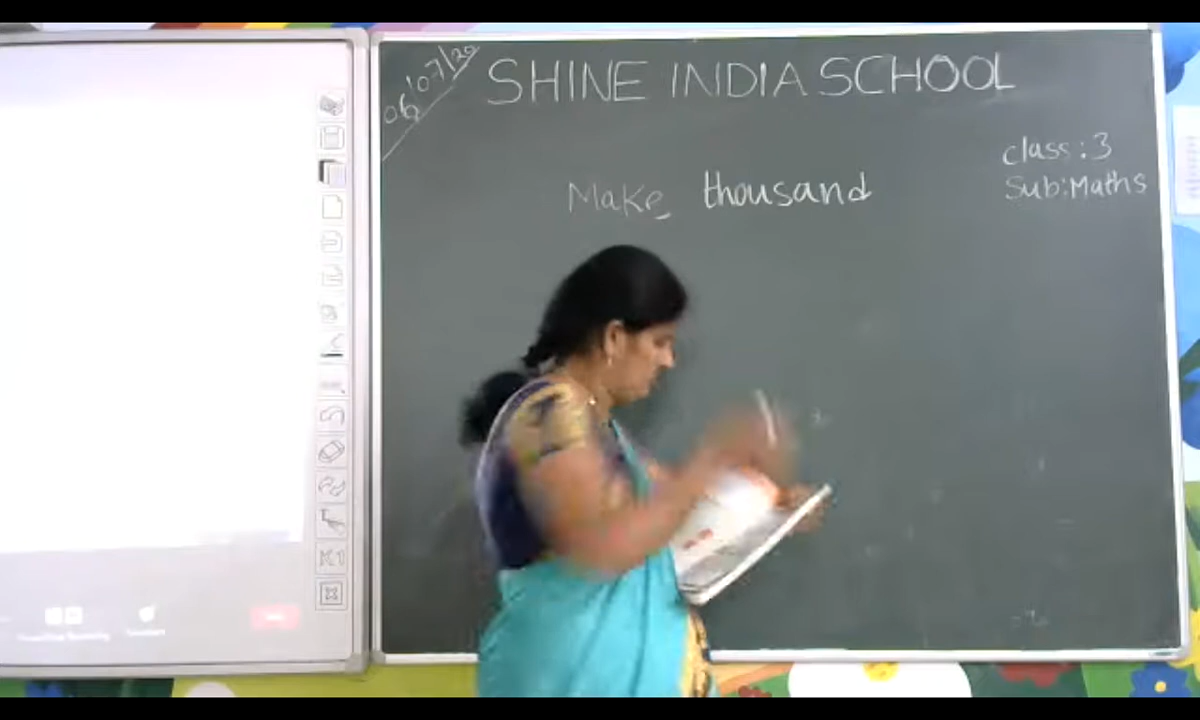 06/07/20
SHINE INDIA SCHOOL
class:3
Sub:Maths
Make thousand